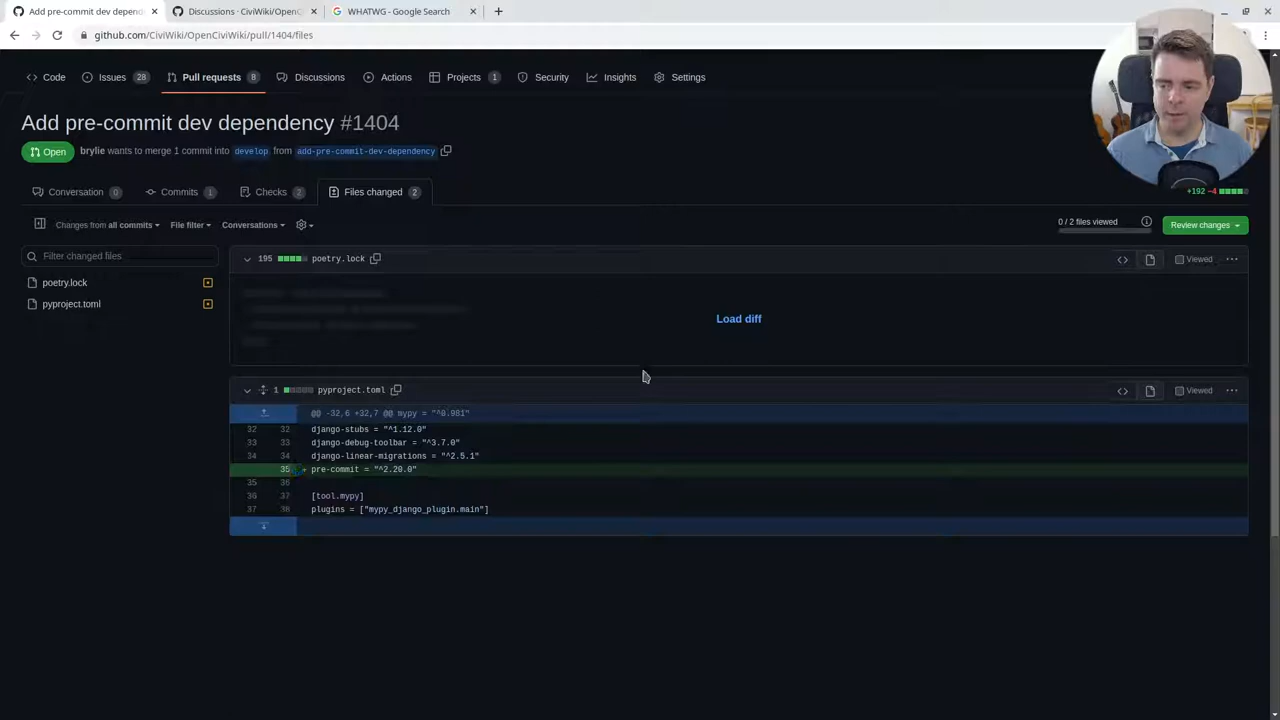 Add pre-commit dev depend
Discussions · CiviWiki/OpenC
WHATWG - Google Search
github.com/CiviWiki/OpenCiviWiki/pull/1404/files
Code
Issues 28
Pull requests 8
Discussions
Actions
Projects 1
Security
Insights
Settings
Add pre-commit dev dependency #1404
Open
brylie wants to merge 1 commit into develop from add-pre-commit-dev-dependency
Conversation 0
Commits 1
Checks 2
Files changed 2
+192 −4
Changes from all commits
File filter
Conversations
0 / 2 files viewed
Review changes
Filter changed files
poetry.lock
pyproject.toml
195 poetry.lock
Viewed
Load diff
1 pyproject.toml
Viewed
@@ -32,6 +32,7 @@ mypy = "^0.981"
32 32 django-stubs = "^1.12.0"
33 33 django-debug-toolbar = "^3.7.0"
34 34 django-linear-migrations = "^2.5.1"
35 + pre-commit = "^2.20.0"
35 36
36 37 [tool.mypy]
37 38 plugins = ["mypy_django_plugin.main"]